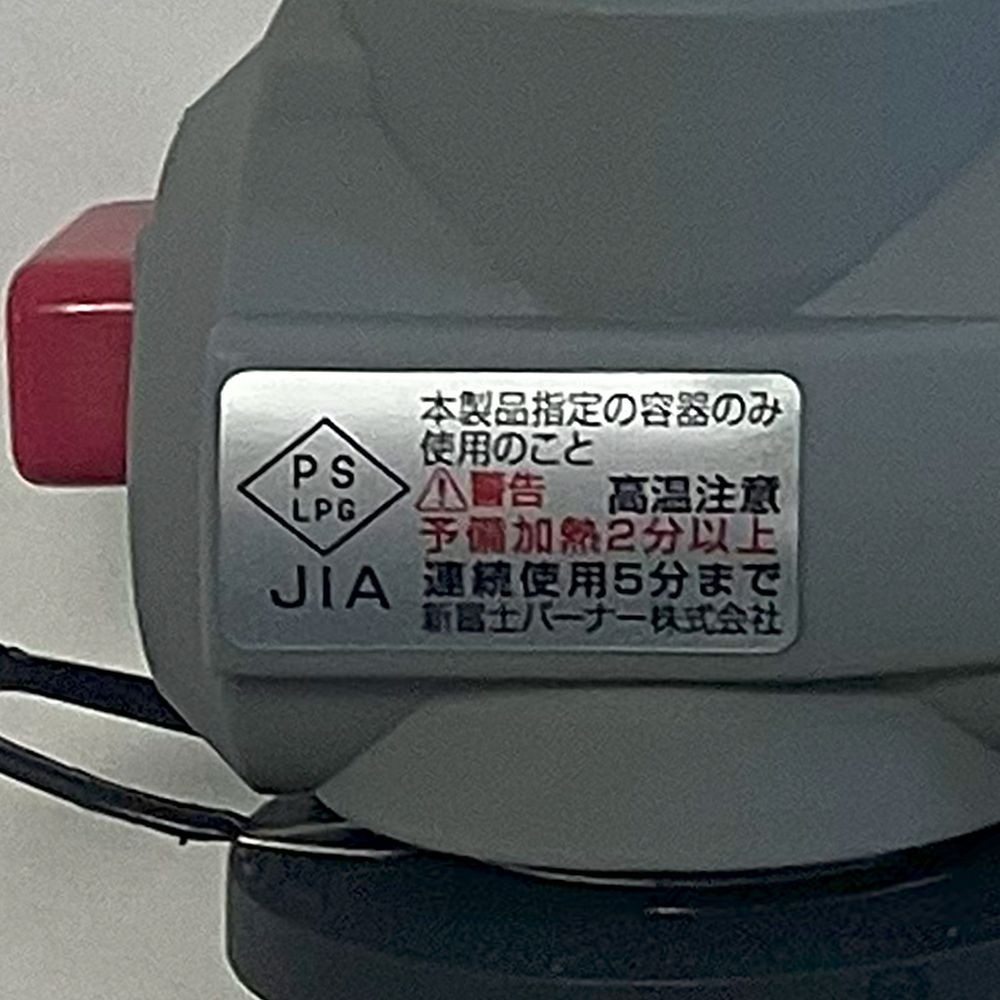 PS
LPG
JIA
本製品指定の容器のみ
使用のこと
警告 高温注意
予備加熱2分以上
連続使用5分まで
新富士バーナー株式会社